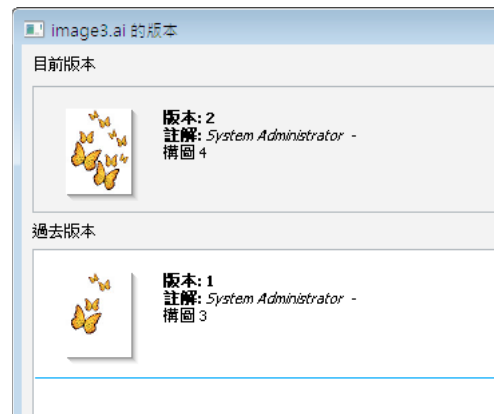 image3.ai 的版本
目前版本
版本: 2
註解: System Administrator -
構圖 4
過去版本
版本: 1
註解: System Administrator -
構圖 3